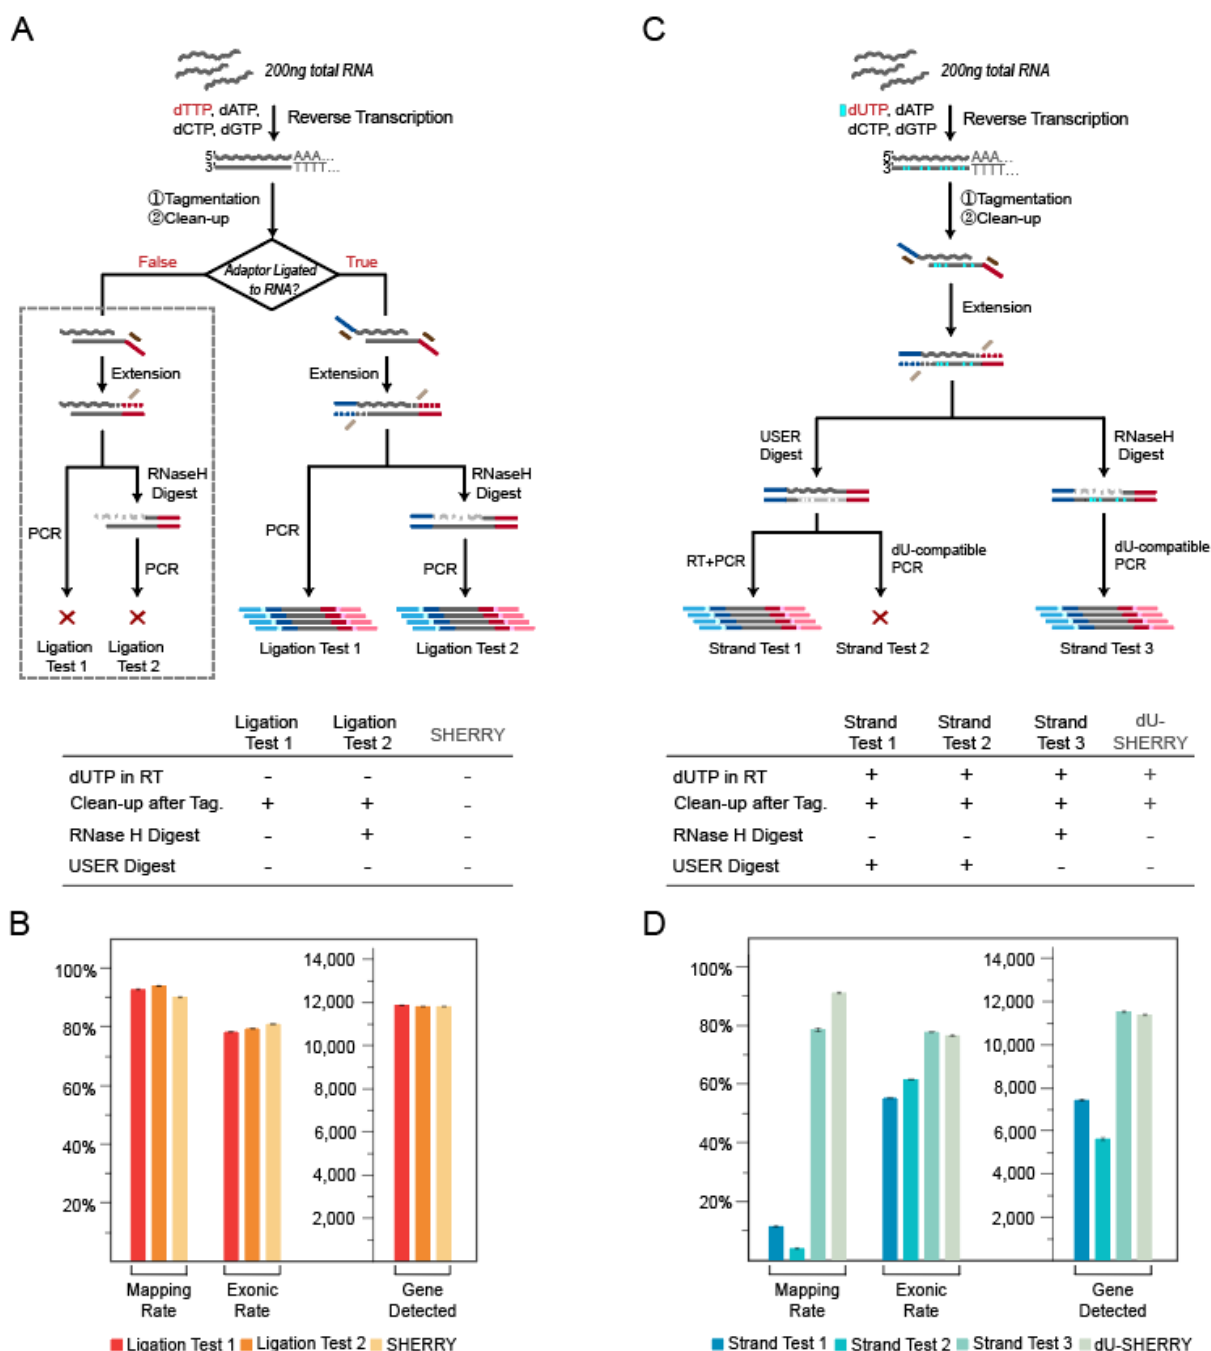 A
200ng total RNA
dTTP, dATP,
dCTP, dGTP
Reverse Transcription
5' AAA...
3' TTTT...
①Tagmentation
②Clean-up
False
Adaptor Ligated
to RNA?
True
Extension
Extension
RNaseH
Digest
RNaseH
Digest
PCR
PCR
PCR
PCR
Ligation
Test 1
Ligation
Test 2
Ligation Test 1
Ligation Test 2
Ligation
Test 1
Ligation
Test 2
SHERRY
dUTP in RT - - -
Clean-up after Tag. + + -
RNase H Digest - + -
USER Digest - - -
B
100%
80%
60%
40%
20%
14,000
12,000
10,000
8,000
6,000
4,000
2,000
Mapping
Rate
Exonic
Rate
Gene
Detected
Ligation Test 1 Ligation Test 2 SHERRY
C
200ng total RNA
dUTP, dATP
dCTP, dGTP
Reverse Transcription
5' AAA...
3' TTTT...
①Tagmentation
②Clean-up
Extension
USER
Digest
RNaseH
Digest
RT+PCR
dU-compatible
PCR
dU-compatible
PCR
Strand Test 1
Strand Test 2
Strand Test 3
Strand
Test 1
Strand
Test 2
Strand
Test 3
dU-
SHERRY
dUTP in RT + + + +
Clean-up after Tag. + + + +
RNase H Digest - - + -
USER Digest + + - -
D
100%
80%
60%
40%
20%
14,000
12,000
10,000
8,000
6,000
4,000
2,000
Mapping
Rate
Exonic
Rate
Gene
Detected
Strand Test 1 Strand Test 2 Strand Test 3 dU-SHERRY